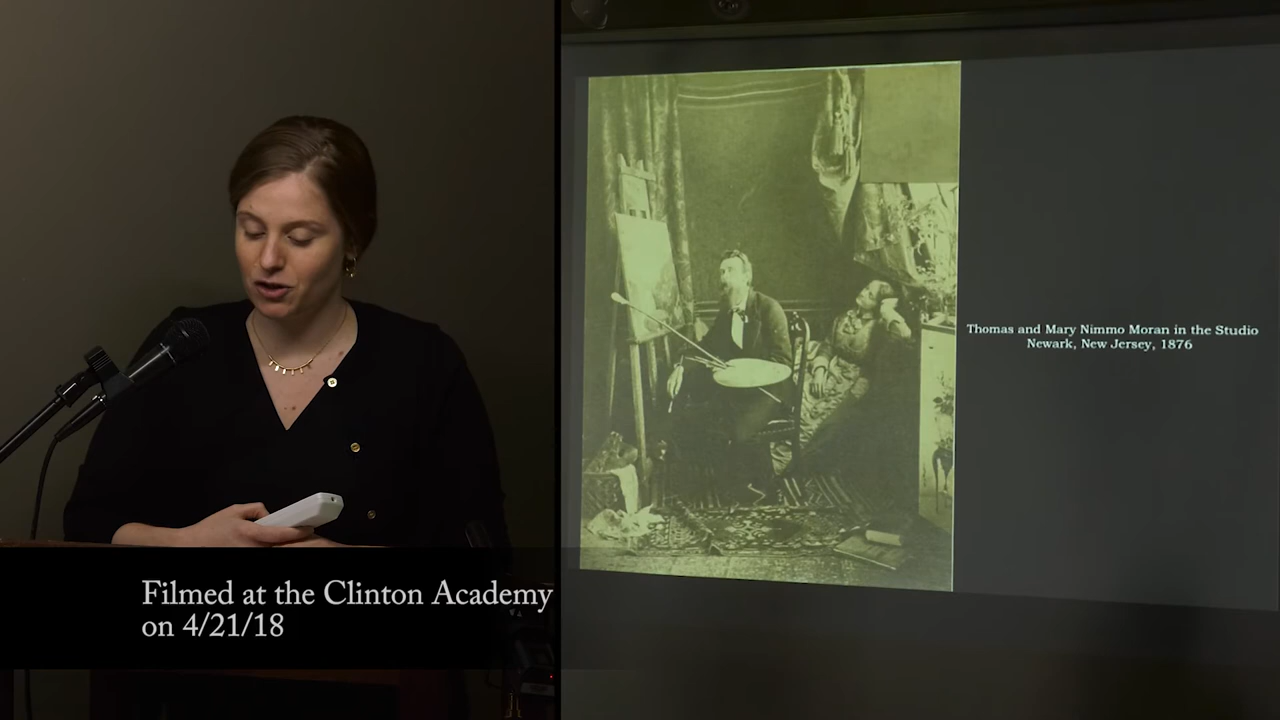 Thomas and Mary Nimmo Moran in the Studio
Newark, New Jersey, 1876
Filmed at the Clinton Academy
on 4/21/18